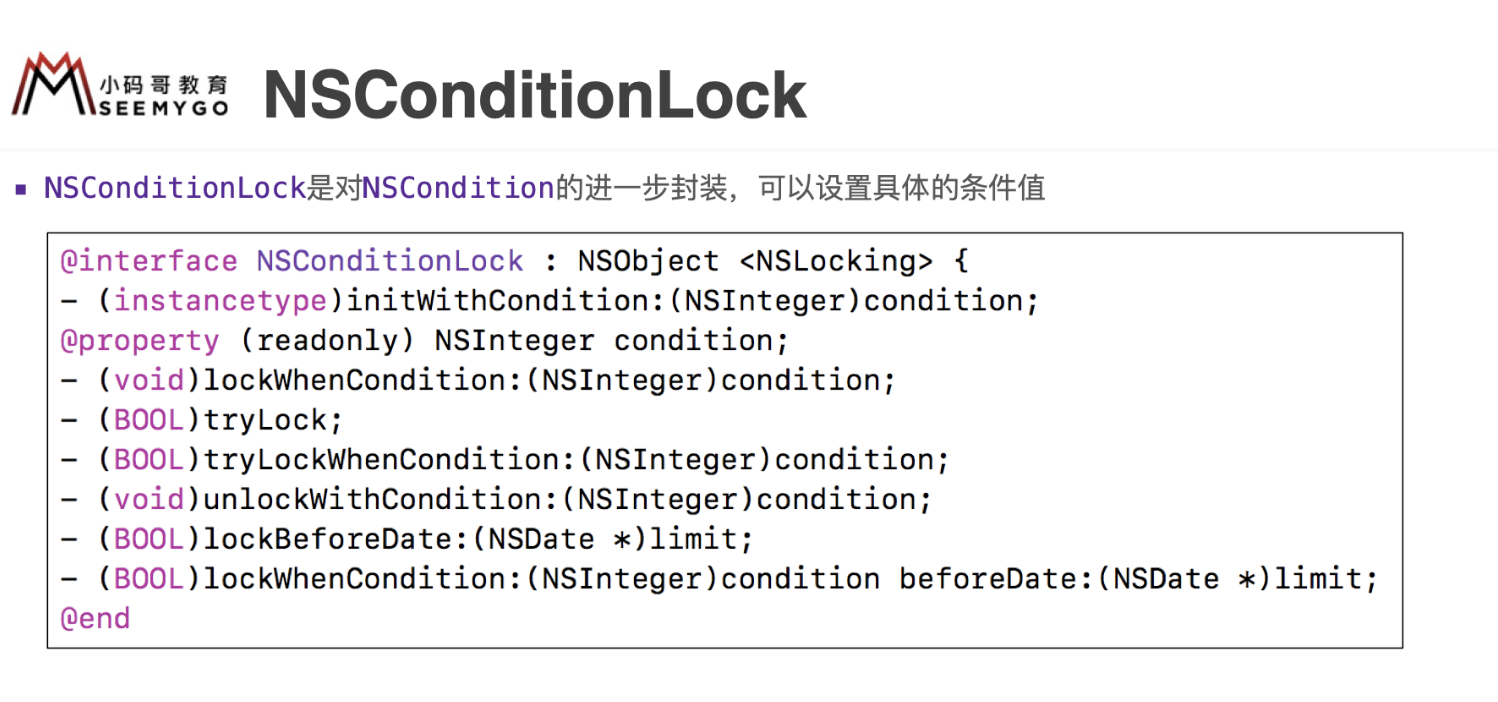 小码哥教育
SEEMYGO
NSConditionLock
▪ NSConditionLock是对NSCondition的进一步封装，可以设置具体的条件值
@interface NSConditionLock : NSObject <NSLocking> {
- (instancetype)initWithCondition:(NSInteger)condition;
@property (readonly) NSInteger condition;
- (void)lockWhenCondition:(NSInteger)condition;
- (BOOL)tryLock;
- (BOOL)tryLockWhenCondition:(NSInteger)condition;
- (void)unlockWithCondition:(NSInteger)condition;
- (BOOL)lockBeforeDate:(NSDate *)limit;
- (BOOL)lockWhenCondition:(NSInteger)condition beforeDate:(NSDate *)limit;
@end